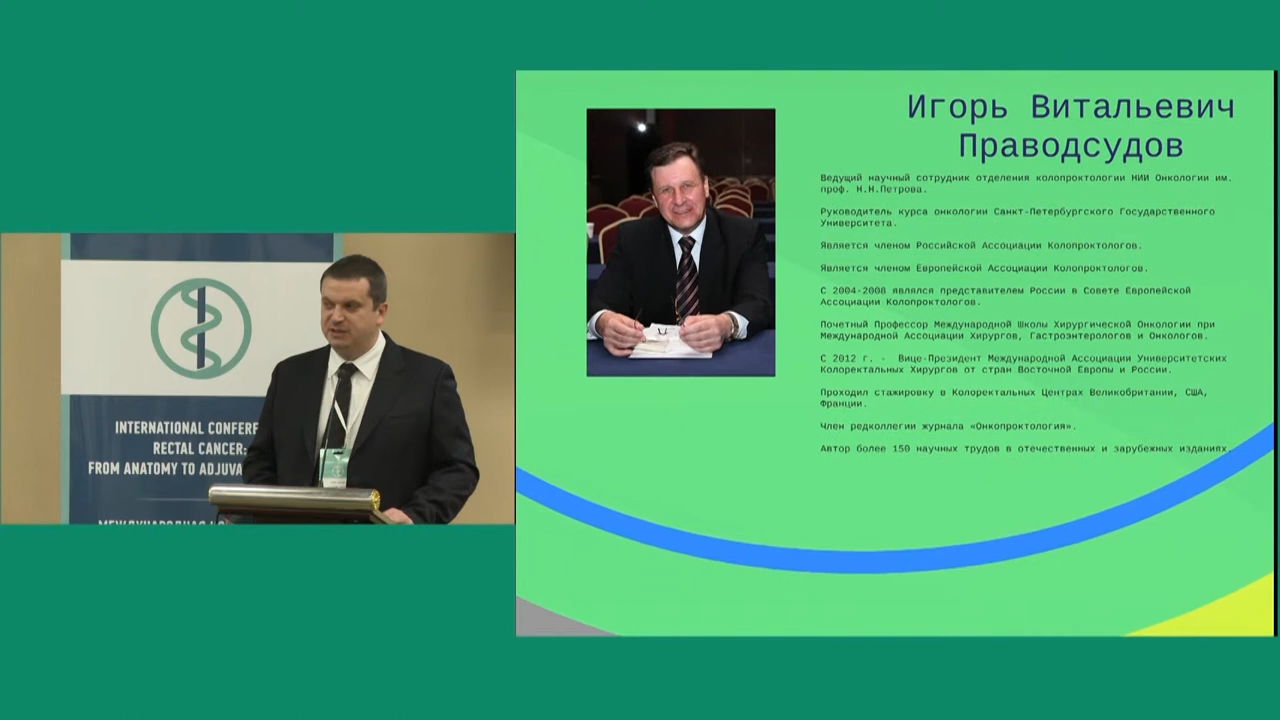 INTERNATIONAL CONFERE
RECTAL CANCER:
FROM ANATOMY TO ADJUVA
Игорь Витальевич
Праводсудов
Ведущий научный сотрудник отделения колопроктологии НИИ Онкологии им.
проф. Н.Н.Петрова.
Руководитель курса онкологии Санкт-Петербургского Государственного
Университета.
Является членом Российской Ассоциации Колопроктологов.
Является членом Европейской Ассоциации Колопроктологов.
С 2004-2008 являлся представителем России в Совете Европейской
Ассоциации Колопроктологов.
Почетный Профессор Международной Школы Хирургической Онкологии при
Международной Ассоциации Хирургов, Гастроэнтерологов и Онкологов.
С 2012 г. - Вице-Президент Международной Ассоциации Университетских
Колоректальных Хирургов от стран Восточной Европы и России.
Проходил стажировку в Колоректальных Центрах Великобритании, США,
Франции.
Член редколлегии журнала «Онкопроктология».
Автор более 150 научных трудов в отечественных и зарубежных изданиях.